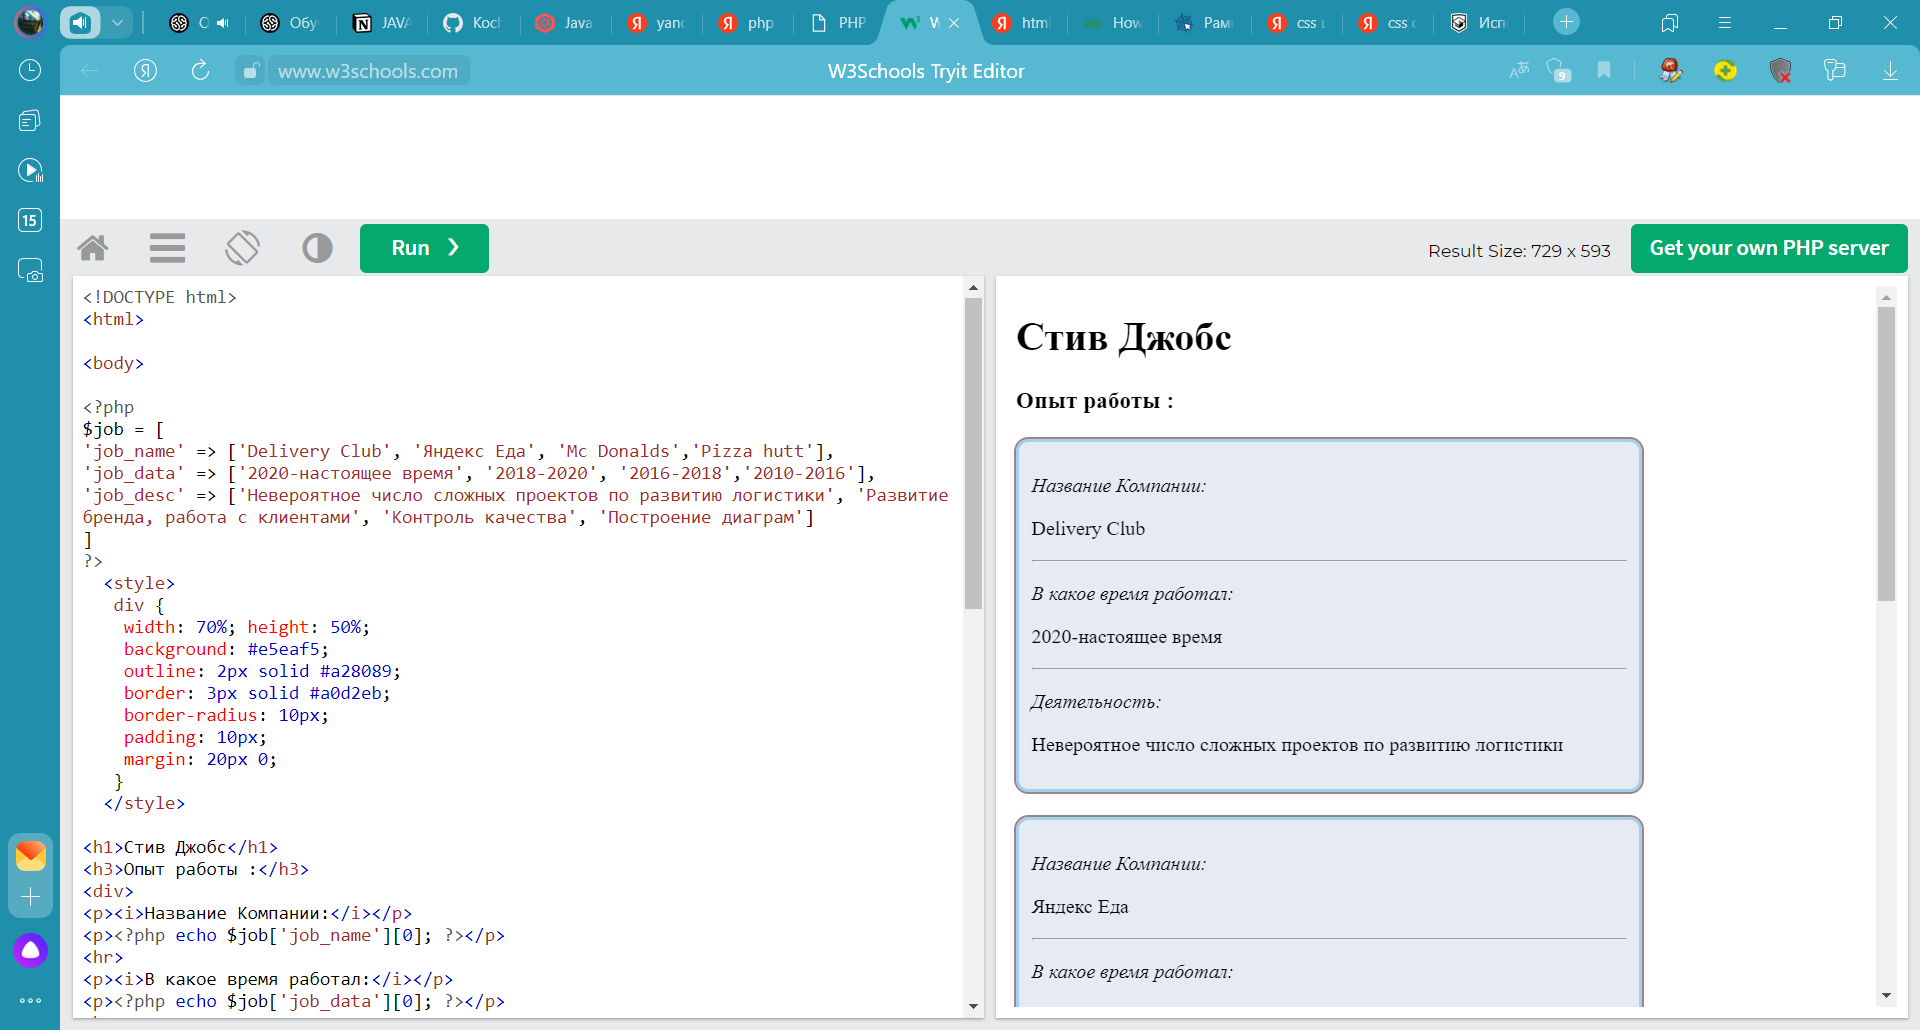 О
Обу
JAVA
Koch
Java
yand
php
PHP
W
html
How
Рам
css
css
Исп
www.w3schools.com
W3Schools Tryit Editor
9
15
Run ❯
Result Size: 729 x 593
Get your own PHP server
<!DOCTYPE html>
<html>
<body>
<?php
$job = [
'job_name' => ['Delivery Club', 'Яндекс Еда', 'Mc Donalds','Pizza hutt'],
'job_data' => ['2020-настоящее время', '2018-2020', '2016-2018','2010-2016'],
'job_desc' => ['Невероятное число сложных проектов по развитию логистики', 'Развитие
бренда, работа с клиентами', 'Контроль качества', 'Построение диаграм']
]
?>
<style>
div {
width: 70%; height: 50%;
background: #e5eaf5;
outline: 2px solid #a28089;
border: 3px solid #a0d2eb;
border-radius: 10px;
padding: 10px;
margin: 20px 0;
}
</style>
<h1>Стив Джобс</h1>
<h3>Опыт работы :</h3>
<div>
<p><i>Название Компании:</i></p>
<p><?php echo $job['job_name'][0]; ?></p>
<hr>
<p><i>В какое время работал:</i></p>
<p><?php echo $job['job_data'][0]; ?></p>
Стив Джобс
Опыт работы :
Название Компании:
Delivery Club
В какое время работал:
2020-настоящее время
Деятельность:
Невероятное число сложных проектов по развитию логистики
Название Компании:
Яндекс Еда
В какое время работал: